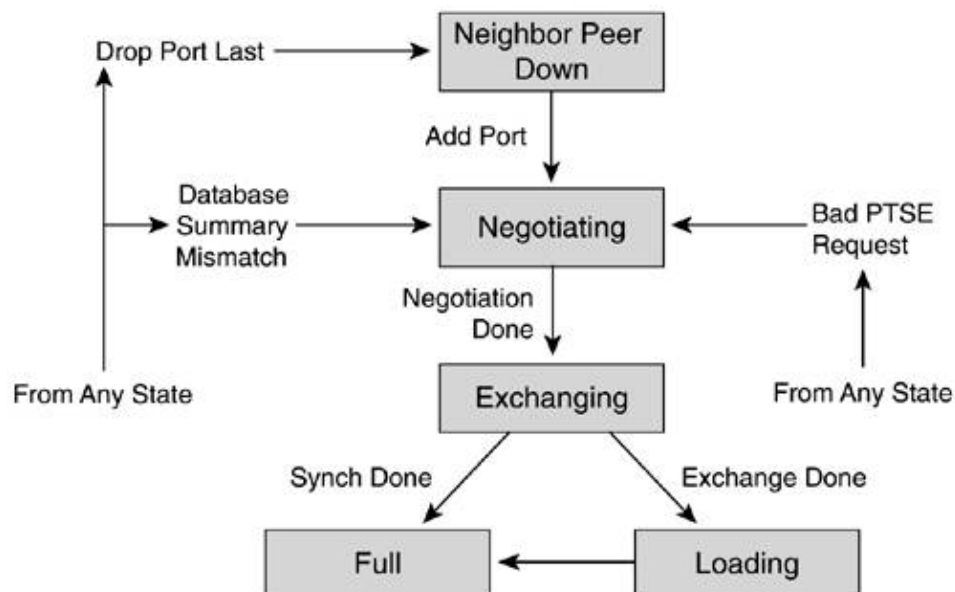 Drop Port Last
Neighbor Peer
Down
Add Port
Database
Summary
Mismatch
Negotiating
Bad PTSE
Request
Negotiation
Done
From Any State
Exchanging
From Any State
Synch Done
Exchange Done
Full
Loading